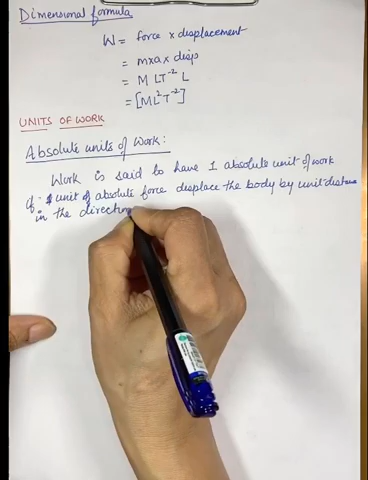 Dimensional formula
W = force x displacement
= m x a x disp
= M LT⁻² L
= [ML²T⁻²]
UNITS OF WORK
Absolute units of Work:
Work is said to have 1 absolute unit of work
if unit of absolute force displace the body by unit distance
in the direction